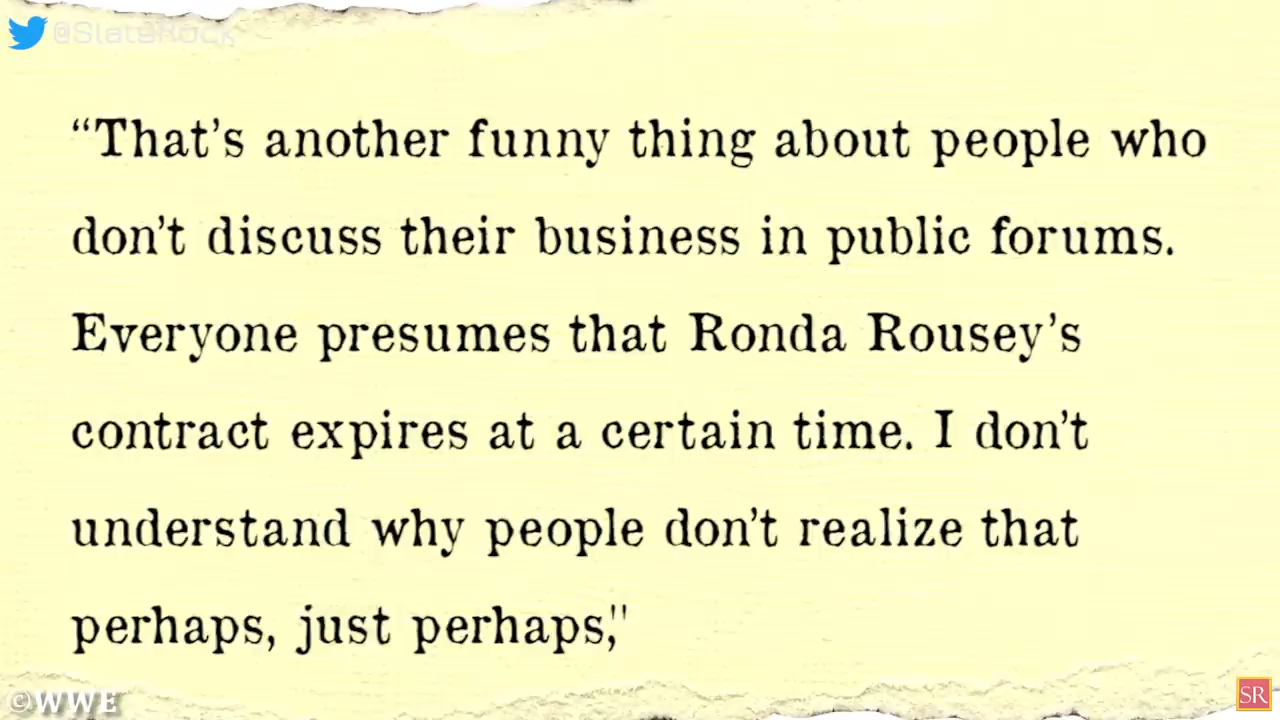 @SlateRock
“That’s another funny thing about people who
don’t discuss their business in public forums.
Everyone presumes that Ronda Rousey’s
contract expires at a certain time. I don’t
understand why people don’t realize that
perhaps, just perhaps,"
©WWE
SR